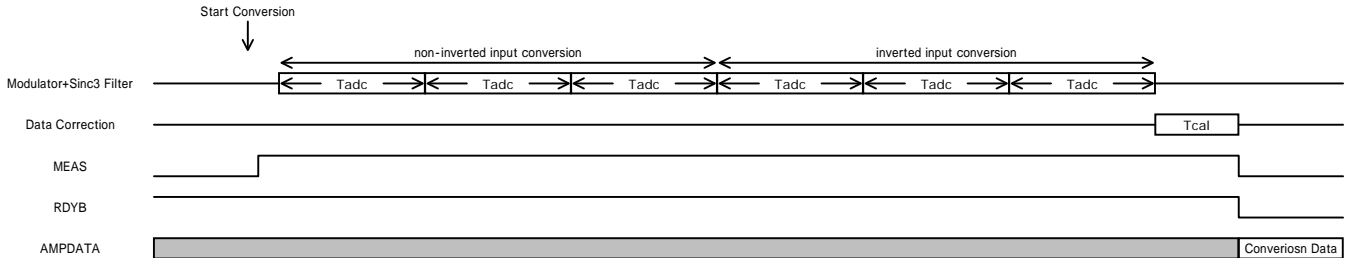 Start Conversion
non-inverted input conversion
inverted input conversion
Modulator+Sinc3 Filter
Tadc
Tadc
Tadc
Tadc
Tadc
Tadc
Data Correction
Tcal
MEAS
RDYB
AMPDATA
Converiosn Data